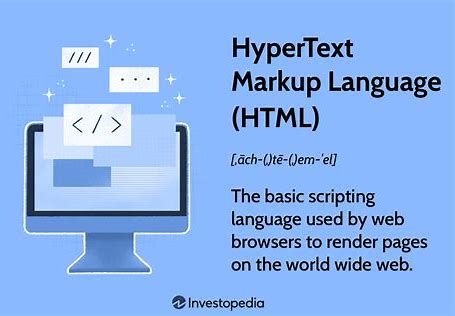 ///
...
</>
HyperText
Markup Language
(HTML)
[ˌāch-(ˌ)tē-(ˌ)em-ˈel]
The basic scripting
language used by web
browsers to render pages
on the world wide web.
Investopedia